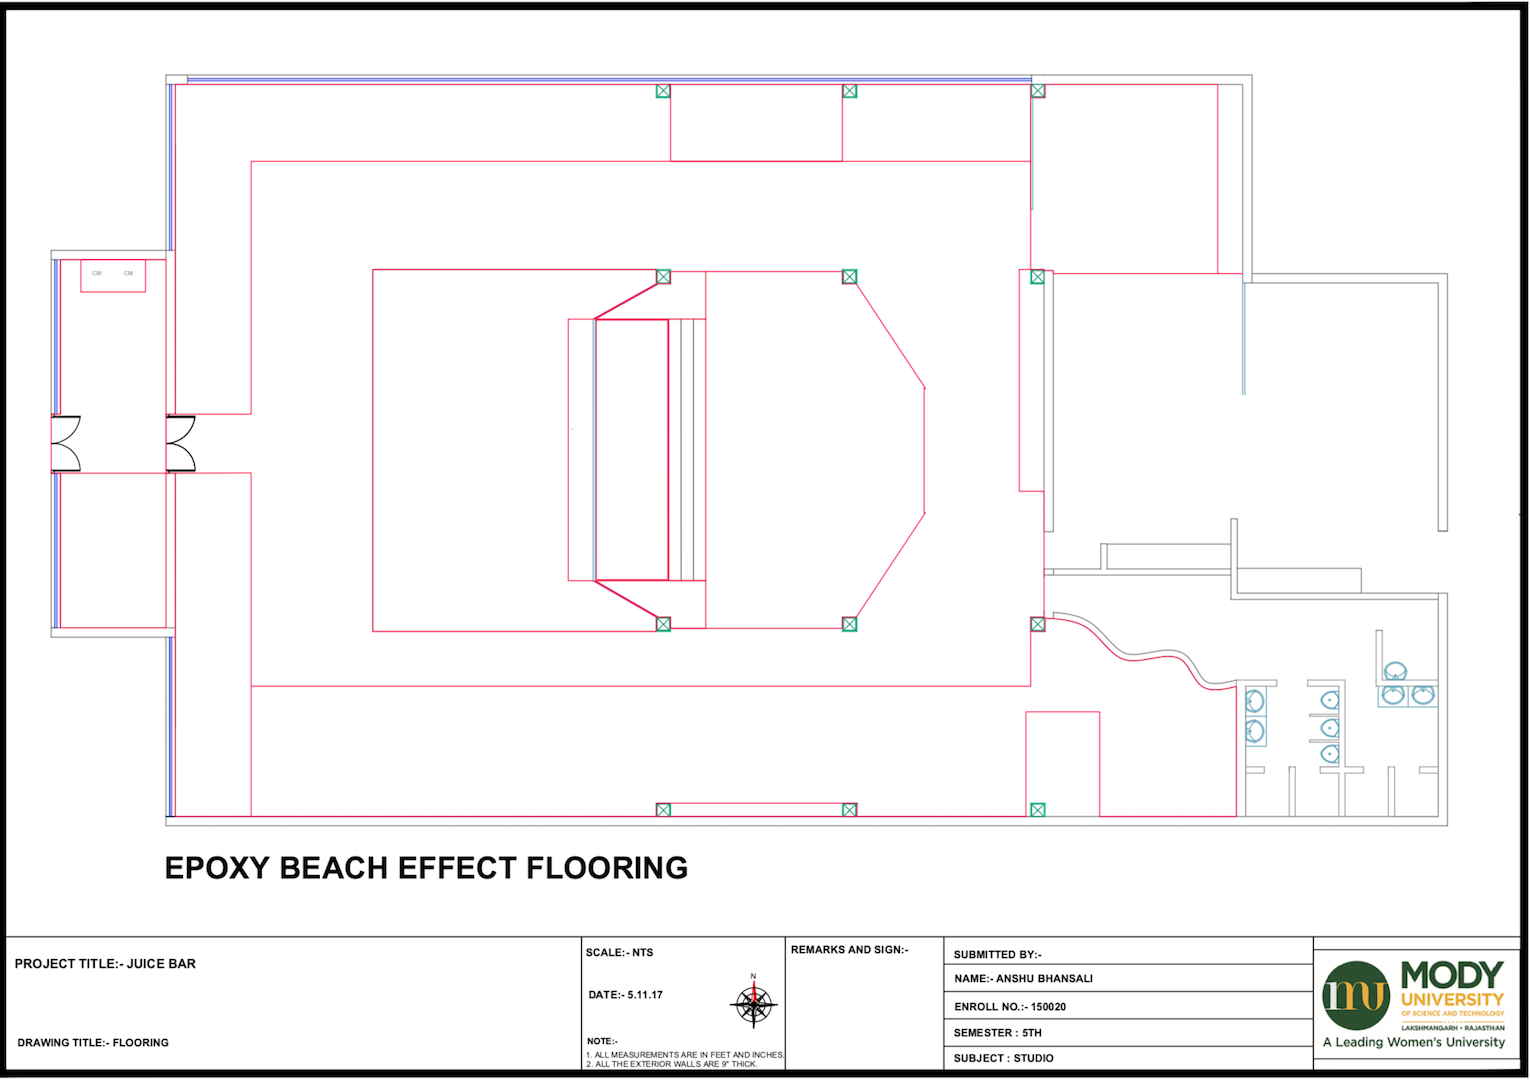 CM CM
EPOXY BEACH EFFECT FLOORING
PROJECT TITLE:- JUICE BAR
DRAWING TITLE:- FLOORING
SCALE:- NTS
DATE:- 5.11.17
N
NOTE:-
1. ALL MEASUREMENTS ARE IN FEET AND INCHES.
2. ALL THE EXTERIOR WALLS ARE 9" THICK.
REMARKS AND SIGN:-
SUBMITTED BY:-
NAME:- ANSHU BHANSALI
ENROLL NO.:- 150020
SEMESTER : 5TH
SUBJECT : STUDIO
mu
MODY
UNIVERSITY
OF SCIENCE AND TECHNOLOGY
LAKSHMANGARH • RAJASTHAN
A Leading Women's University